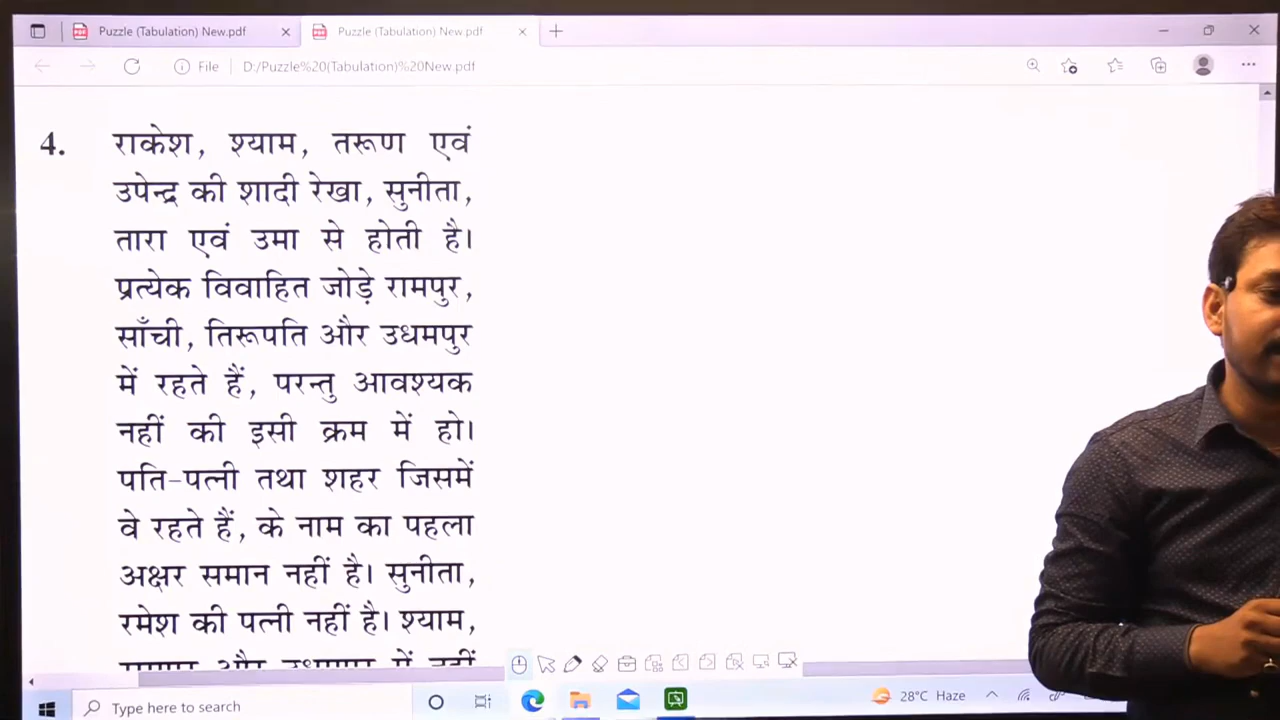 Puzzle (Tabulation) New.pdf
Puzzle (Tabulation) New.pdf
File
D:/Puzzle%20(Tabulation)%20New.pdf
4. राकेश, श्याम, तरूण एवं
उपेन्द्र की शादी रेखा, सुनीता,
तारा एवं उमा से होती है।
प्रत्येक विवाहित जोड़े रामपुर,
साँची, तिरूपति और उधमपुर
में रहते हैं, परन्तु आवश्यक
नहीं की इसी क्रम में हो।
पति-पत्नी तथा शहर जिसमें
वे रहते हैं, के नाम का पहला
अक्षर समान नहीं है। सुनीता,
रमेश की पत्नी नहीं है। श्याम,
और में नहीं
Type here to search
28°C Haze